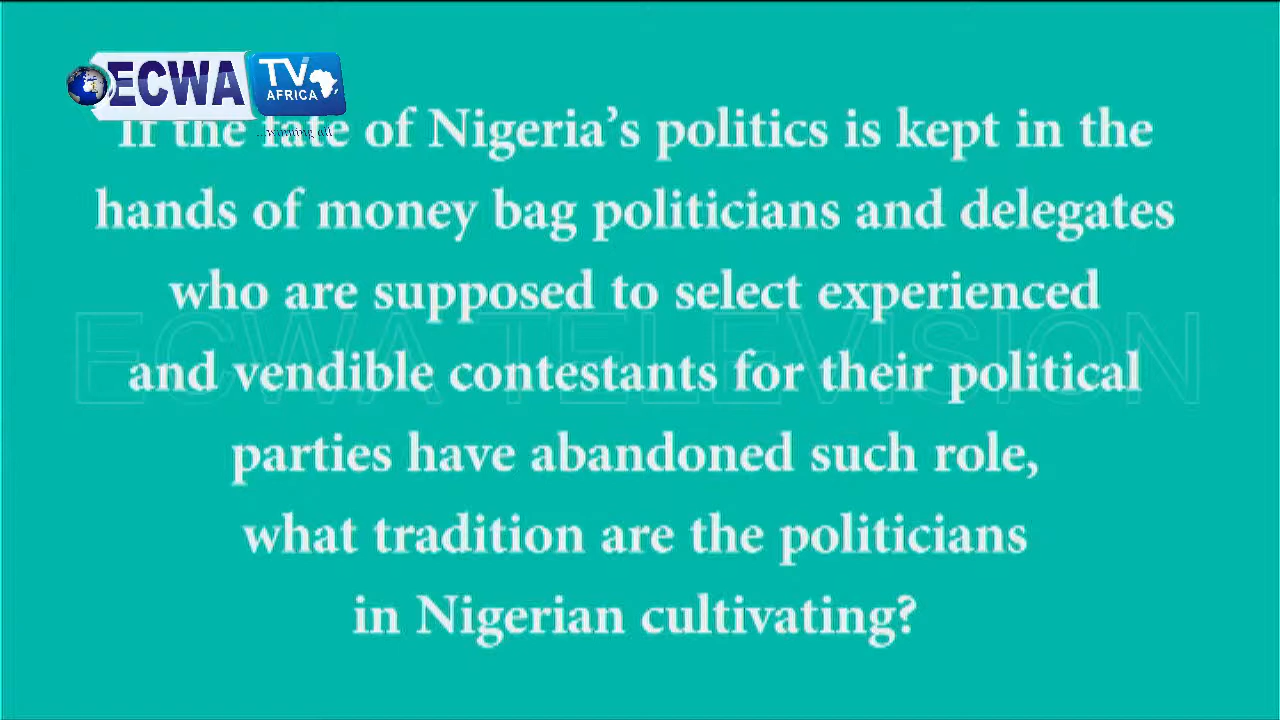 ECWA TV
AFRICA
...winning all
If the fate of Nigeria's politics is kept in the
hands of money bag politicians and delegates
who are supposed to select experienced
ECWA TELEVISION
and vendible contestants for their political
parties have abandoned such role,
what tradition are the politicians
in Nigerian cultivating?